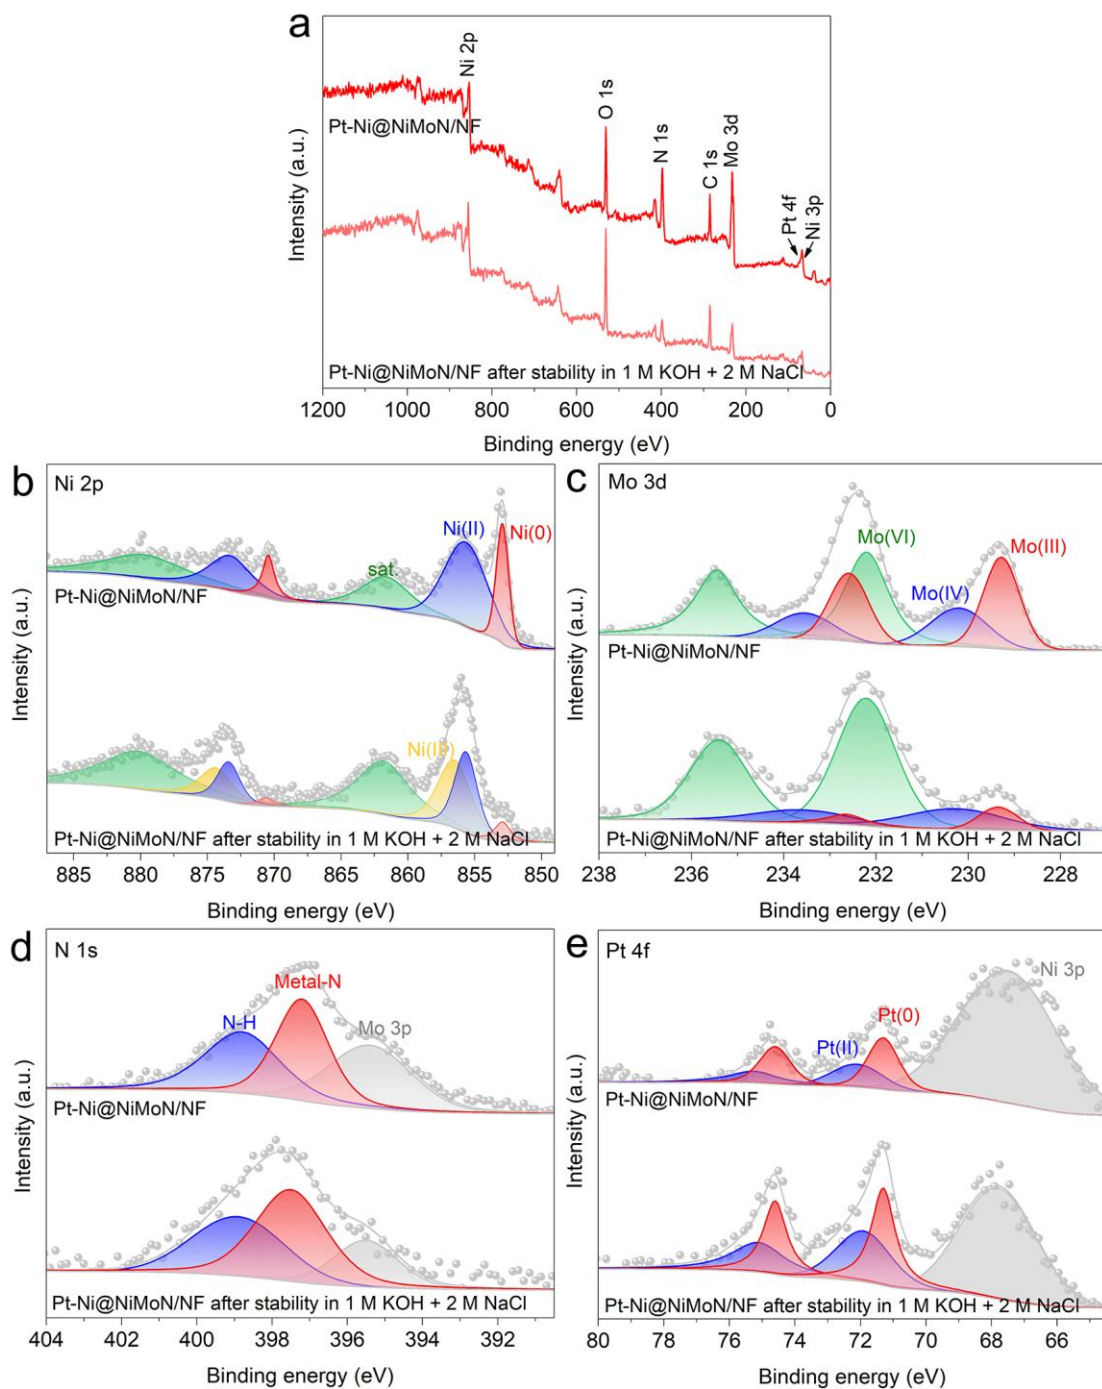 a
Ni 2p
O 1s
N 1s
C 1s
Mo 3d
Pt 4f
Ni 3p
Pt-Ni@NiMoN/NF
Pt-Ni@NiMoN/NF after stability in 1 M KOH + 2 M NaCl
Intensity (a.u.)
1200 1000 800 600 400 200 0
Binding energy (eV)
b
Ni 2p
Ni(II)
Ni(0)
sat.
Pt-Ni@NiMoN/NF
Pt-Ni@NiMoN/NF after stability in 1 M KOH + 2 M NaCl
Intensity (a.u.)
885 880 875 870 865 860 855 850
Binding energy (eV)
c
Mo 3d
Mo(VI)
Mo(III)
Mo(IV)
Pt-Ni@NiMoN/NF
Pt-Ni@NiMoN/NF after stability in 1 M KOH + 2 M NaCl
Intensity (a.u.)
238 236 234 232 230 228
Binding energy (eV)
d
N 1s
Metal-N
N-H
Mo 3p
Pt-Ni@NiMoN/NF
Pt-Ni@NiMoN/NF after stability in 1 M KOH + 2 M NaCl
Intensity (a.u.)
404 402 400 398 396 394 392
Binding energy (eV)
e
Pt 4f
Ni 3p
Pt(0)
Pt(II)
Pt-Ni@NiMoN/NF
Pt-Ni@NiMoN/NF after stability in 1 M KOH + 2 M NaCl
Intensity (a.u.)
80 78 76 74 72 70 68 66
Binding energy (eV)